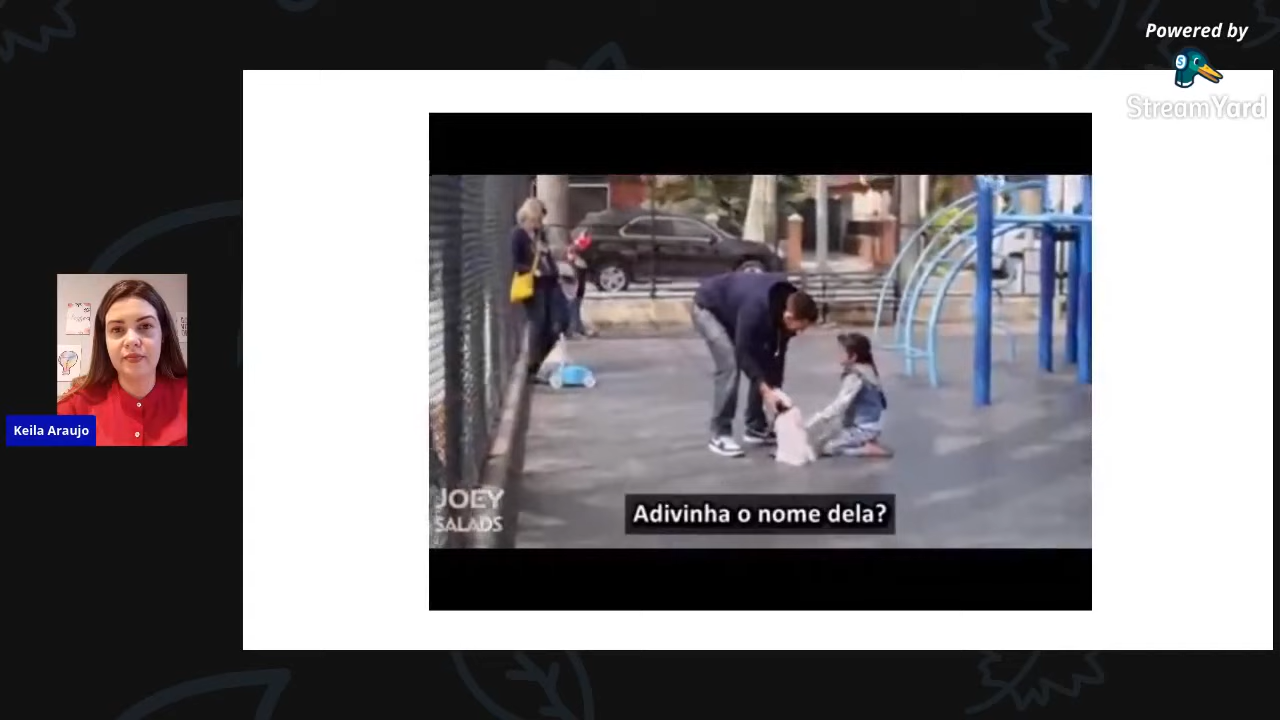 Powered by
StreamYard
Keila Araujo
JOEY
SALADS
Adivinha o nome dela?